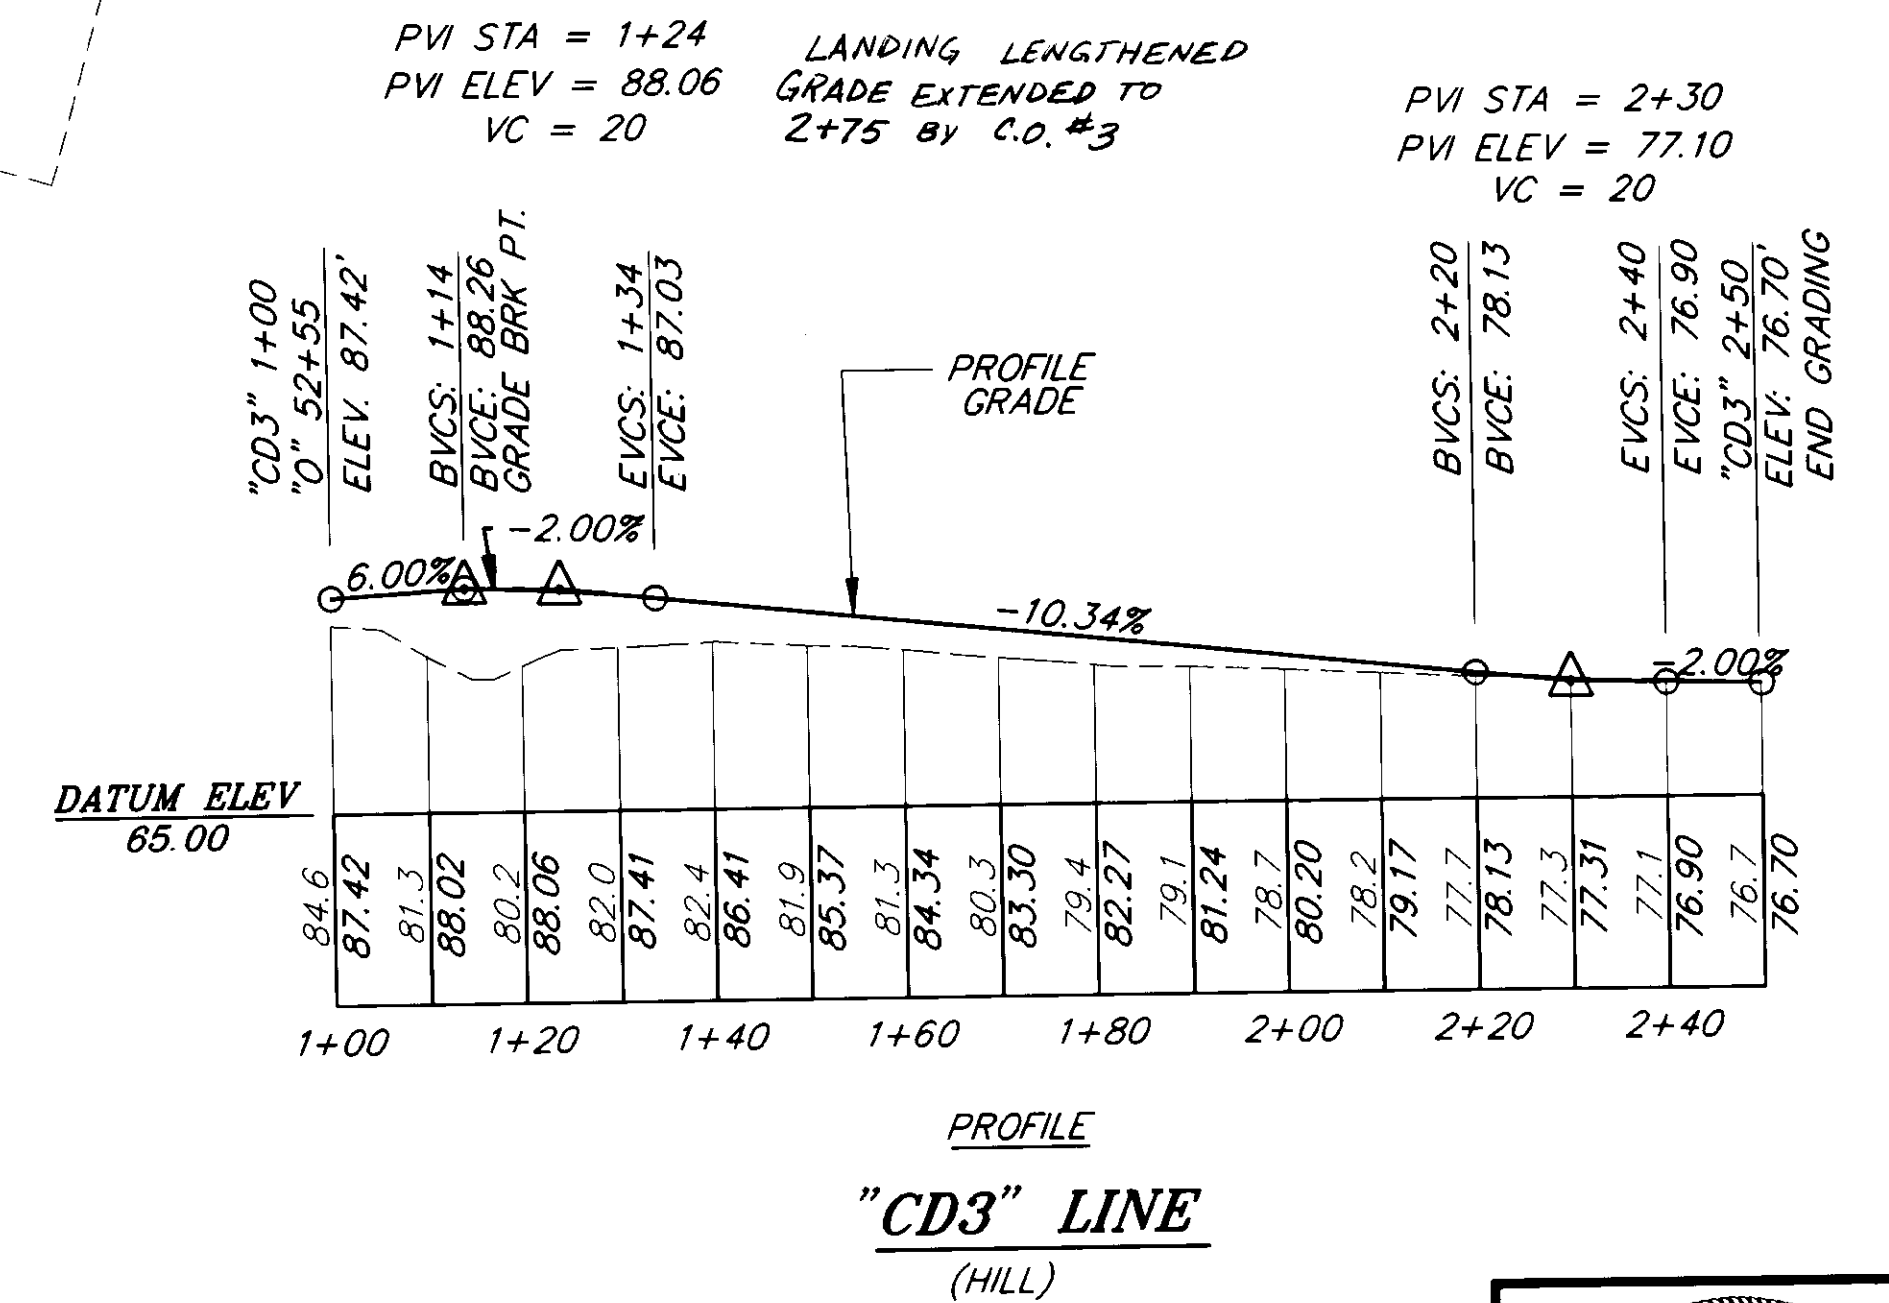 PVI STA = 1+24
PVI ELEV = 88.06
VC = 20
LANDING LENGTHENED
GRADE EXTENDED TO
2+75 BY C.O. #3
PVI STA = 2+30
PVI ELEV = 77.10
VC = 20
"CD3" 1+00
"O" 52+55
ELEV. 87.42'
BVCS: 1+14
BVCE: 88.26
GRADE BRK PT.
EVCS: 1+34
EVCE: 87.03
PROFILE
GRADE
BVCS: 2+20
BVCE: 78.13
EVCS: 2+40
EVCE: 76.90
"CD3" 2+50
ELEV: 76.70'
END GRADING
6.00%
-2.00%
-10.34%
-2.00%
DATUM ELEV
65.00
84.6
87.42
81.3
88.02
80.2
88.06
82.0
87.41
82.4
86.41
81.9
85.37
81.3
84.34
80.3
83.30
79.4
82.27
79.1
81.24
78.7
80.20
78.2
79.17
77.7
78.13
77.3
77.31
77.1
76.90
76.7
76.70
1+00 1+20 1+40 1+60 1+80 2+00 2+20 2+40
PROFILE
"CD3" LINE
(HILL)